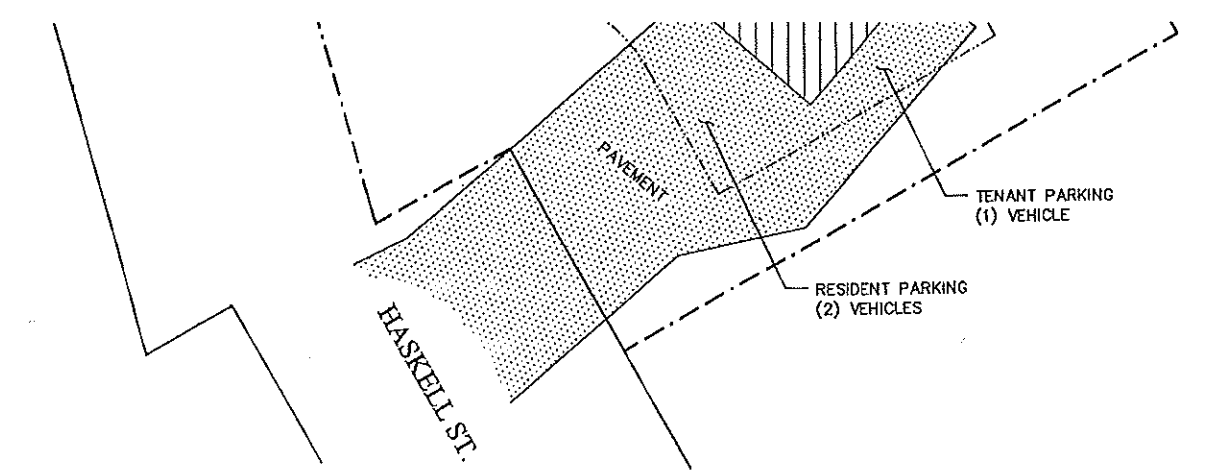 PAVEMENT
TENANT PARKING
(1) VEHICLE
RESIDENT PARKING
(2) VEHICLES
HASKELL ST.